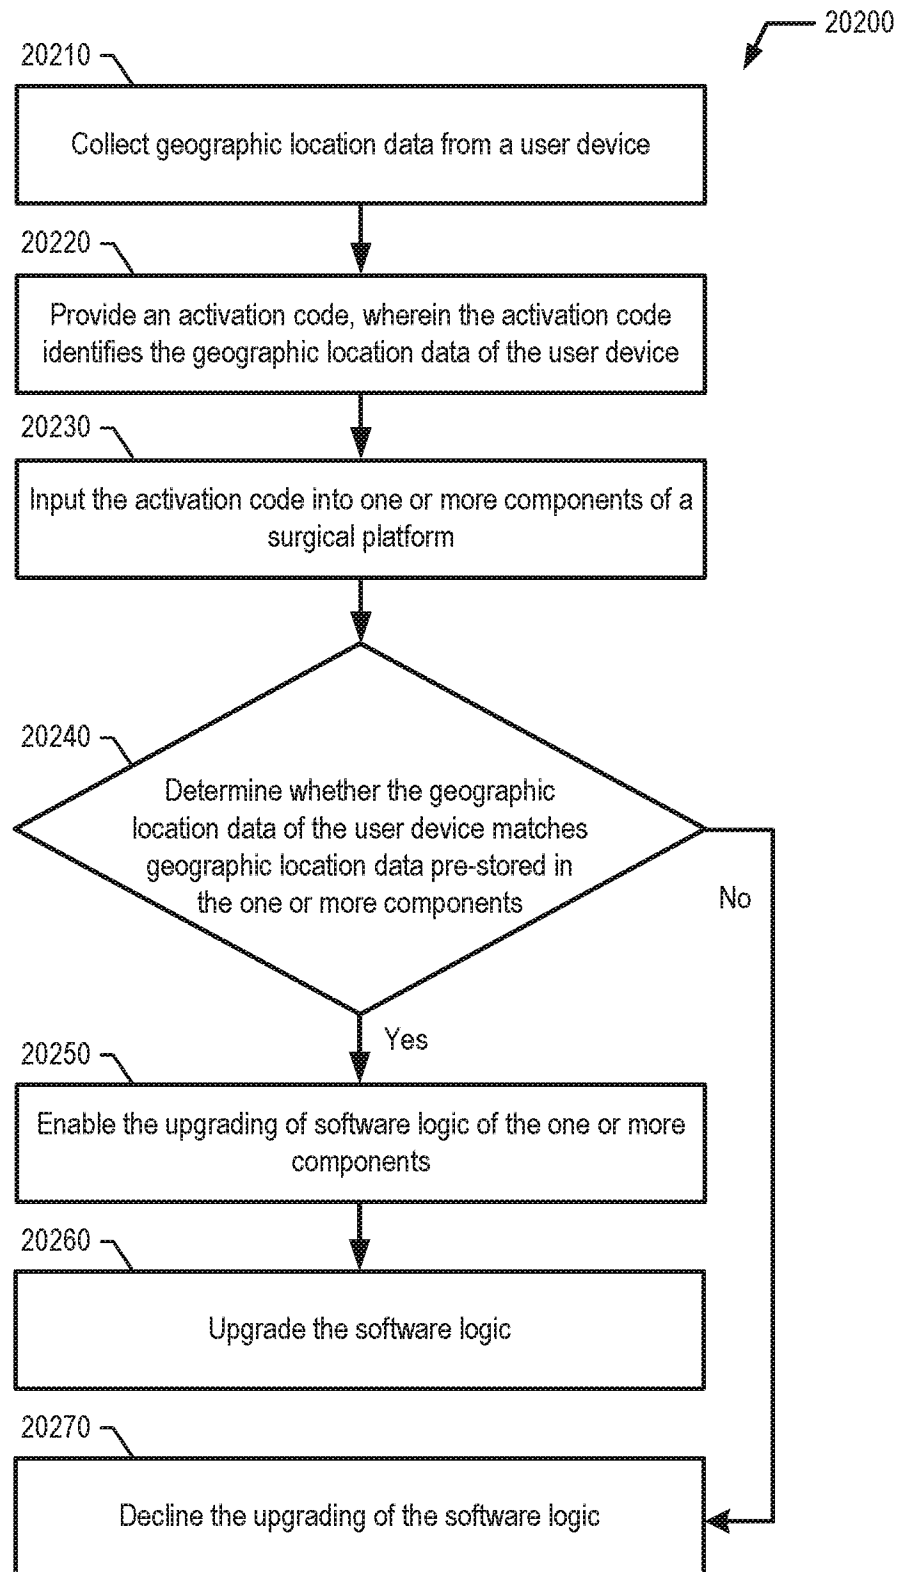 20200
20210
Collect geographic location data from a user device
20220
Provide an activation code, wherein the activation code
identifies the geographic location data of the user device
20230
Input the activation code into one or more components of a
surgical platform
20240
Determine whether the geographic
location data of the user device matches
geographic location data pre-stored in
the one or more components
No
Yes
20250
Enable the upgrading of software logic of the one or more
components
20260
Upgrade the software logic
20270
Decline the upgrading of the software logic